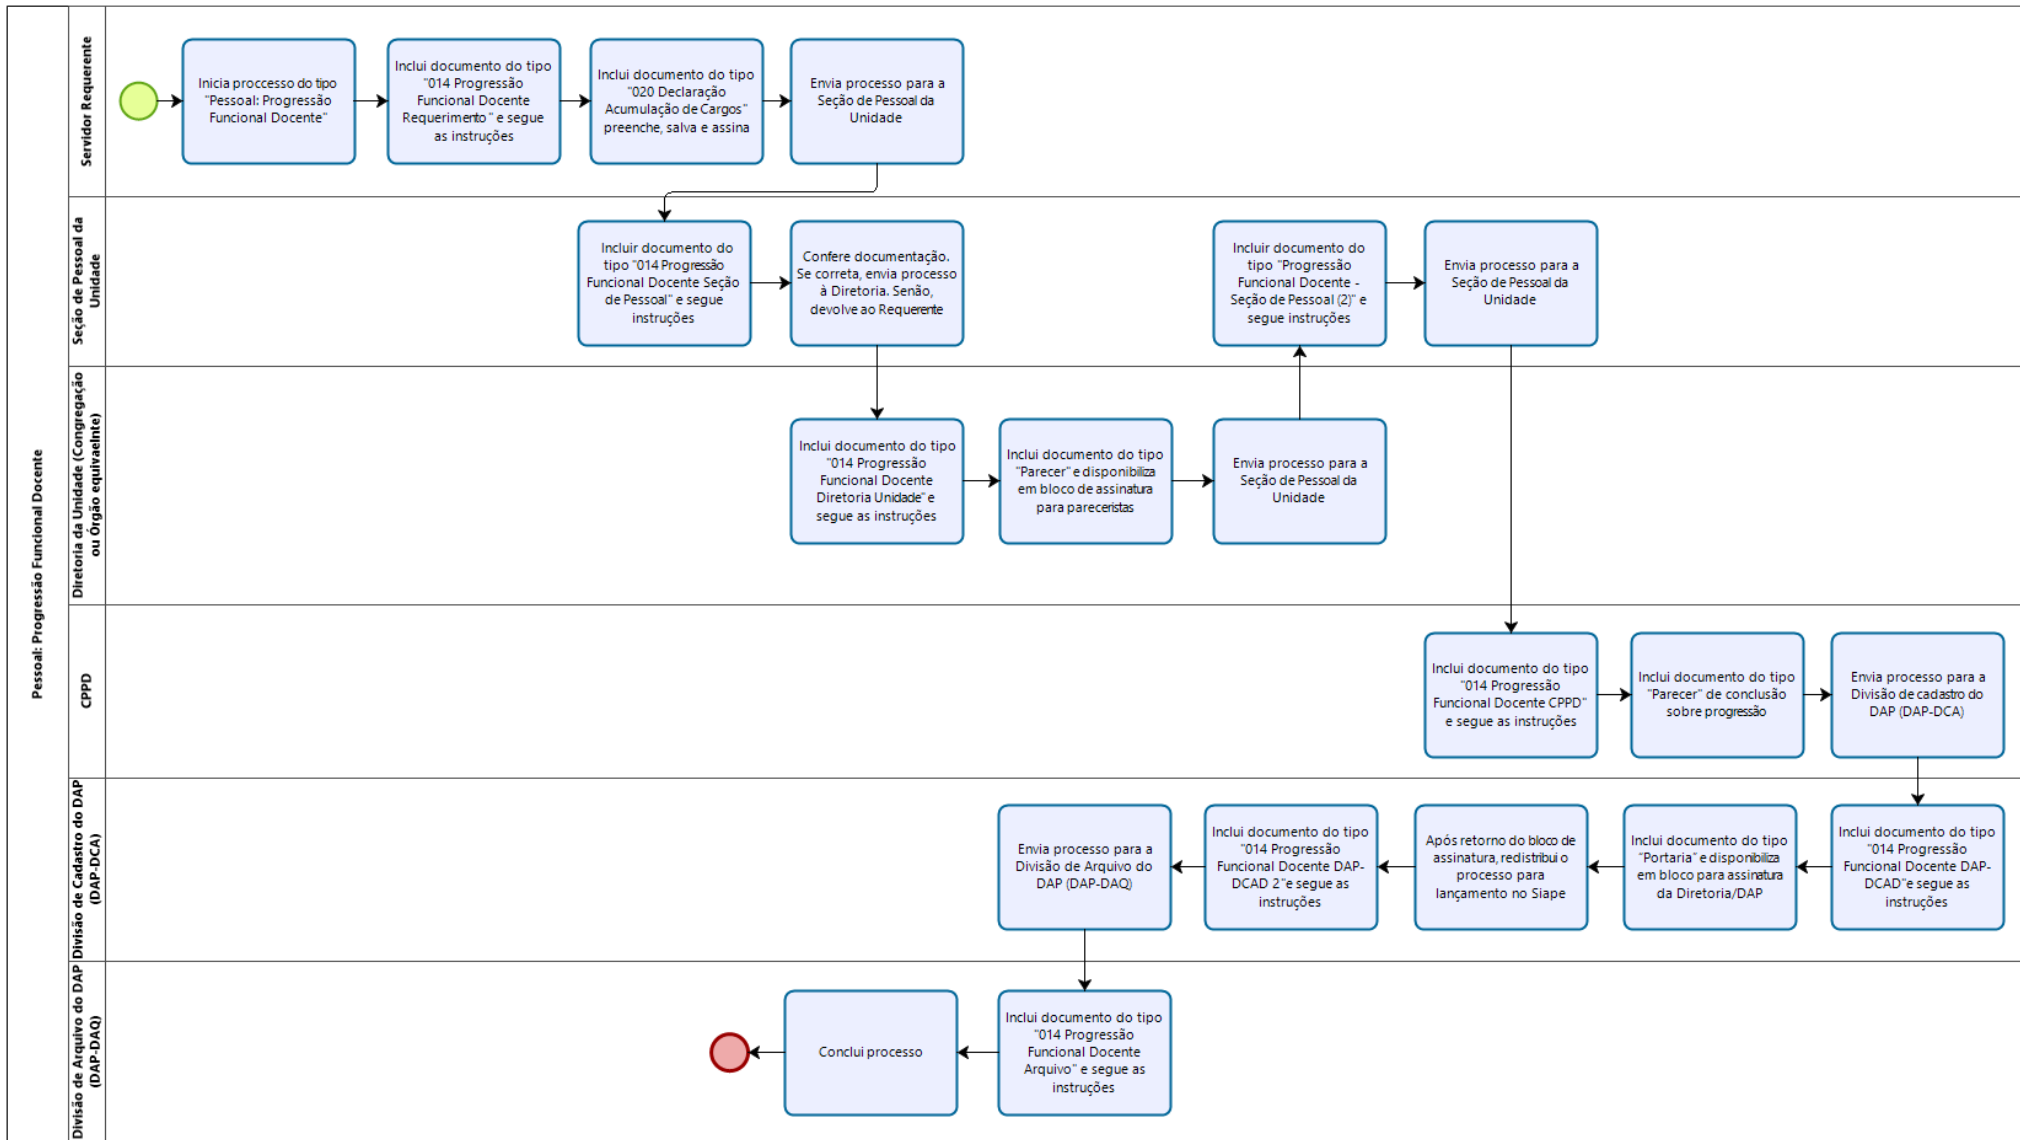 Pessoal: Progressão Funcional Docente
Servidor Requerente
Inicia proccesso do tipo
"Pessoal: Progressão
Funcional Docente"
Inclui documento do tipo
"014 Progressão
Funcional Docente
Requerimento" e segue
as instruções
Inclui documento do tipo
"020 Declaração
Acumulação de Cargos"
preenche, salva e assina
Envia processo para a
Seção de Pessoal da
Unidade
Seção de Pessoal da
Unidade
Incluir documento do
tipo "014 Progressão
Funcional Docente Seção
de Pessoal" e segue
instruções
Confere documentação.
Se correta, envia processo
à Diretoria. Senão,
devolve ao Requerente
Incluir documento do
tipo "Progressão
Funcional Docente -
Seção de Pessoal (2)" e
segue instruções
Envia processo para a
Seção de Pessoal da
Unidade
Diretoria da Unidade (Congregação
ou Órgão equivaelnte)
Inclui documento do tipo
"014 Progressão
Funcional Docente
Diretoria Unidade" e
segue as instruções
Inclui documento do tipo
"Parecer" e disponibiliza
em bloco de assinatura
para pareceristas
Envia processo para a
Seção de Pessoal da
Unidade
CPPD
Inclui documento do tipo
"014 Progressão
Funcional Docente CPPD"
e segue as instruções
Inclui documento do tipo
"Parecer" de conclusão
sobre progressão
Envia processo para a
Divisão de cadastro do
DAP (DAP-DCA)
Divisão de Cadastro do DAP
(DAP-DCA)
Envia processo para a
Divisão de Arquivo do
DAP (DAP-DAQ)
Inclui documento do tipo
"014 Progressão
Funcional Docente DAP-
DCAD 2"e segue as
instruções
Após retorno do bloco de
assinatura, redistribui o
processo para
lançamento no Siape
Inclui documento do tipo
"Portaria" e disponibiliza
em bloco para assinatura
da Diretoria/DAP
Inclui documento do tipo
"014 Progressão
Funcional Docente DAP-
DCAD"e segue as
instruções
Divisão de Arquivo do DAP
(DAP-DAQ)
Conclui processo
Inclui documento do tipo
"014 Progressão
Funcional Docente
Arquivo" e segue as
instruções